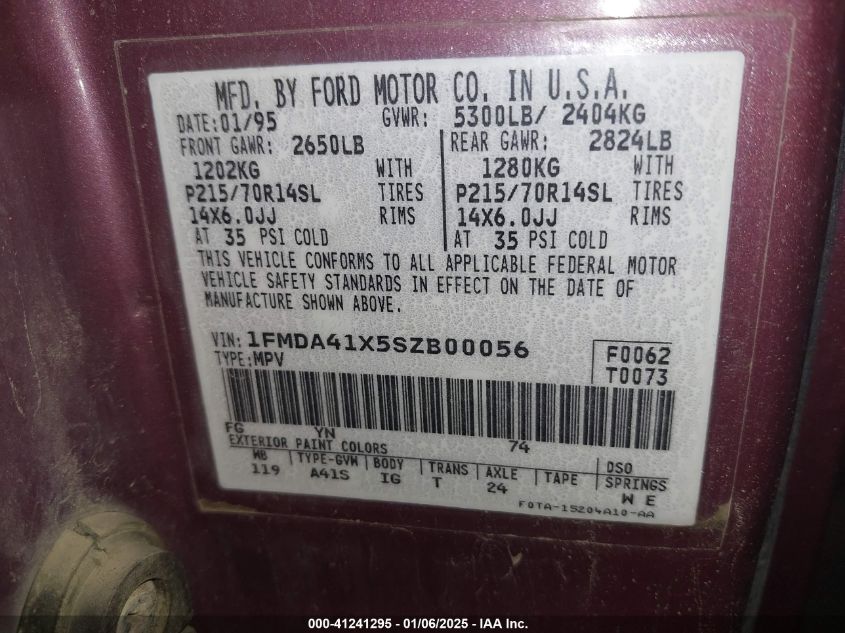 MFD. BY FORD MOTOR CO. IN U.S.A.
DATE: 01/95 GVWR: 5300LB/ 2404KG
FRONT GAWR: 2650LB REAR GAWR: 2824LB
1202KG WITH 1280KG WITH
P215/70R14SL TIRES P215/70R14SL TIRES
14X6.0JJ RIMS 14X6.0JJ RIMS
AT 35 PSI COLD AT 35 PSI COLD
THIS VEHICLE CONFORMS TO ALL APPLICABLE FEDERAL MOTOR
VEHICLE SAFETY STANDARDS IN EFFECT ON THE DATE OF
MANUFACTURE SHOWN ABOVE.
VIN: 1FMDA41X5SZB00056 F0062
TYPE: MPV T0073
FG YN 74
EXTERIOR PAINT COLORS DSO
WB TYPE-GVW BODY TRANS AXLE TAPE SPRINGS
119 A41S IG T 24 W E
F0TA-15204A10-AA
000-41241295 - 01/06/2025 - IAA Inc.